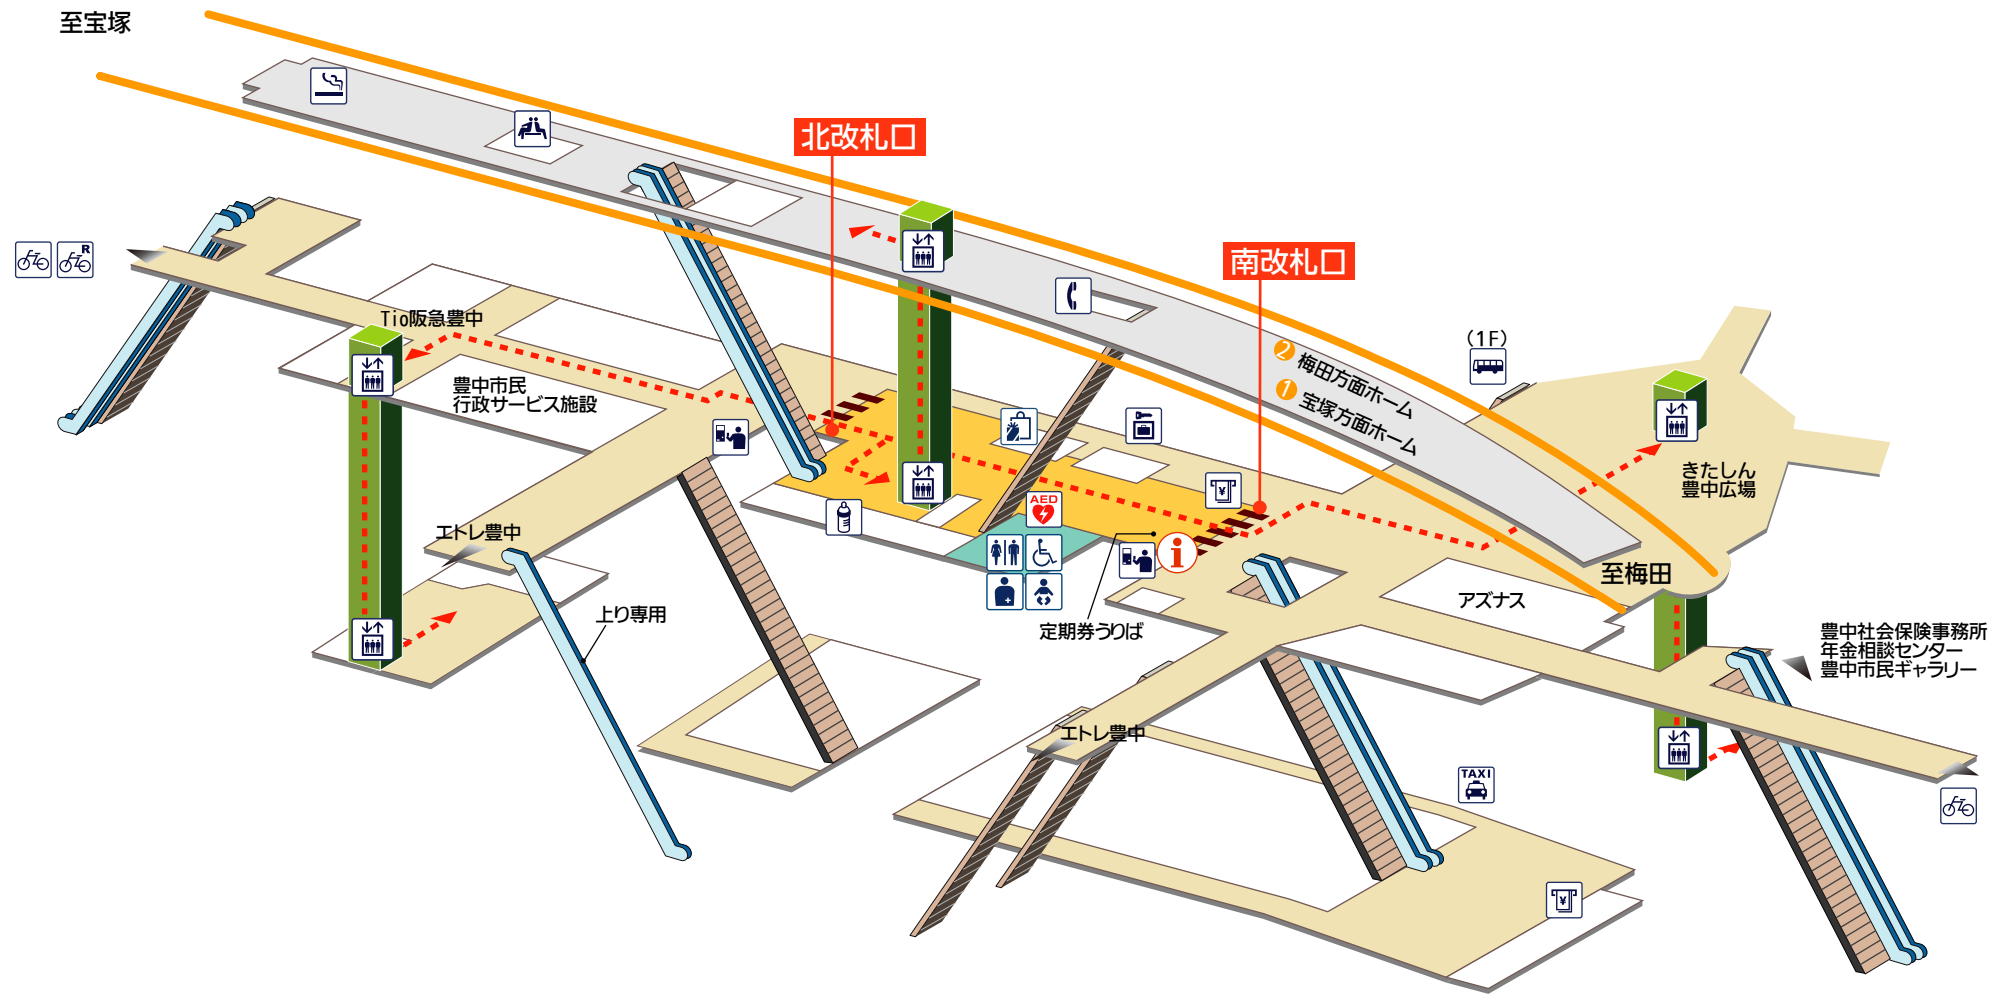 至宝塚
北改札口
南改札口
R
Tio阪急豊中
豊中市民
行政サービス施設
(1F)
2 梅田方面ホーム
1 宝塚方面ホーム
きたしん
豊中広場
AED
¥
エトレ豊中
i
至梅田
アズナス
上り専用
定期券うりば
豊中社会保険事務所
年金相談センター
豊中市民ギャラリー
エトレ豊中
TAXI
¥